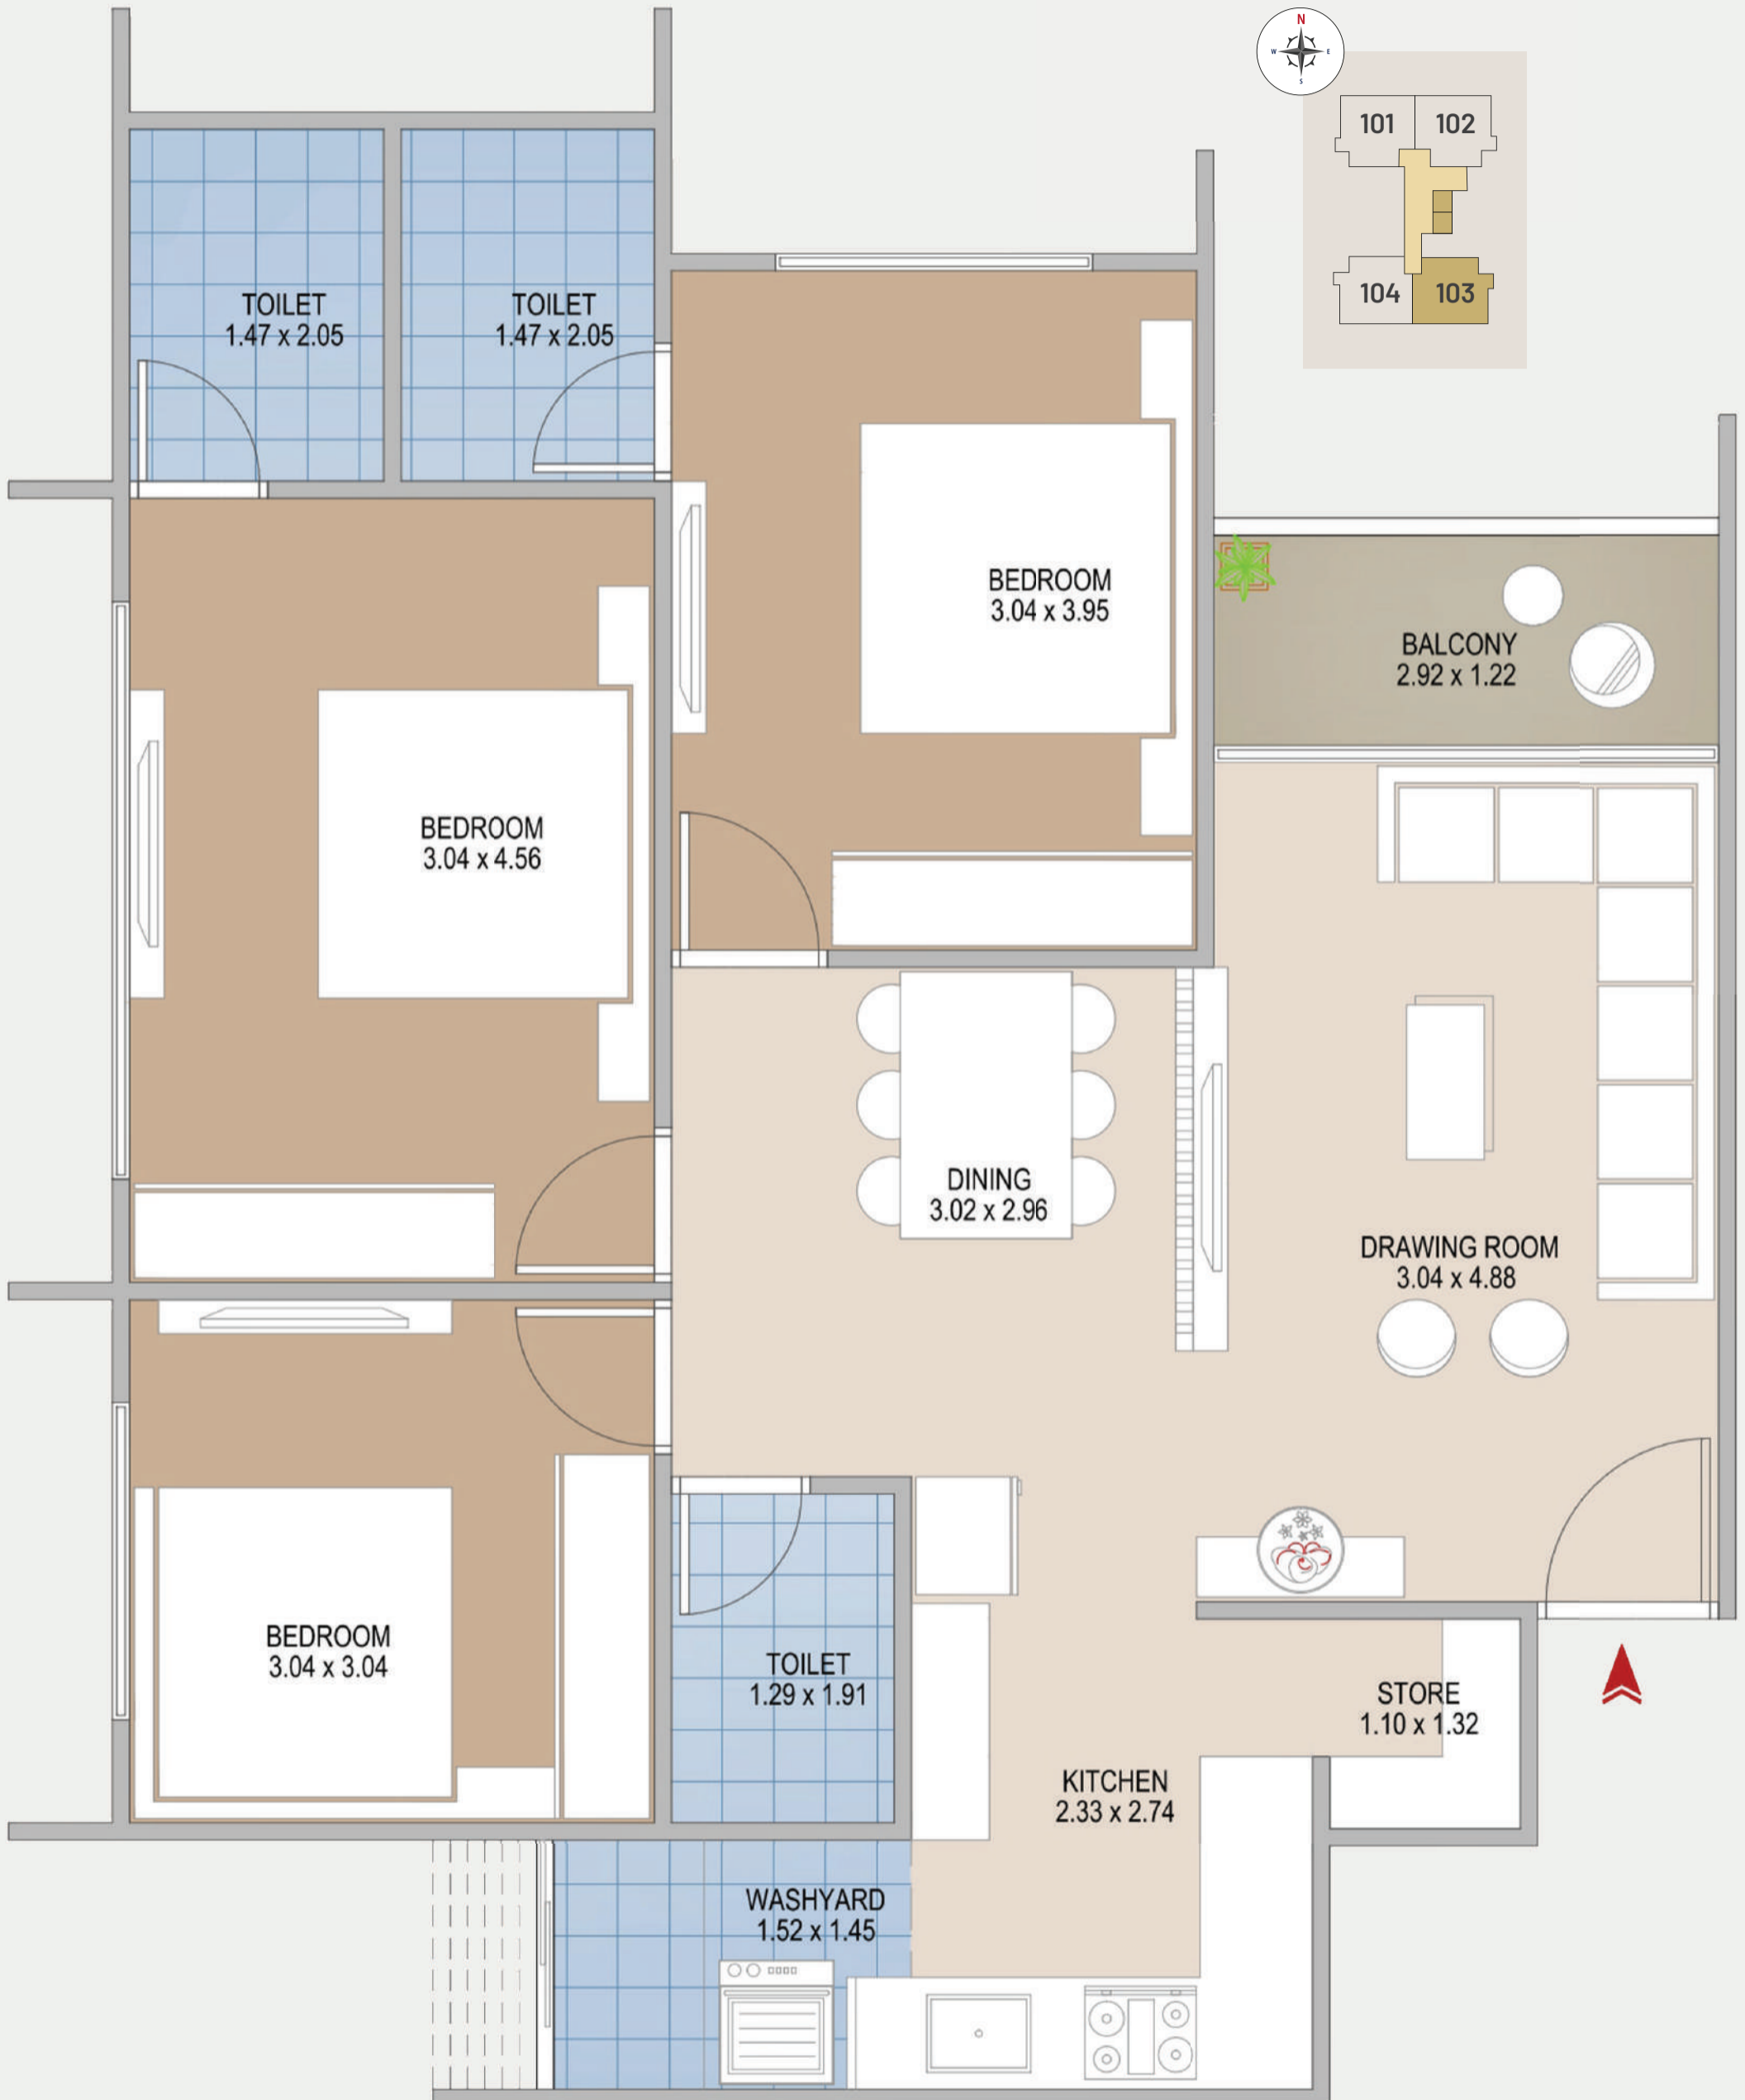 N
W
E
S
101
102
104
103
TOILET
1.47 x 2.05
TOILET
1.47 x 2.05
BEDROOM
3.04 x 3.95
BALCONY
2.92 x 1.22
BEDROOM
3.04 x 4.56
DINING
3.02 x 2.96
DRAWING ROOM
3.04 x 4.88
BEDROOM
3.04 x 3.04
TOILET
1.29 x 1.91
STORE
1.10 x 1.32
KITCHEN
2.33 x 2.74
WASHYARD
1.52 x 1.45